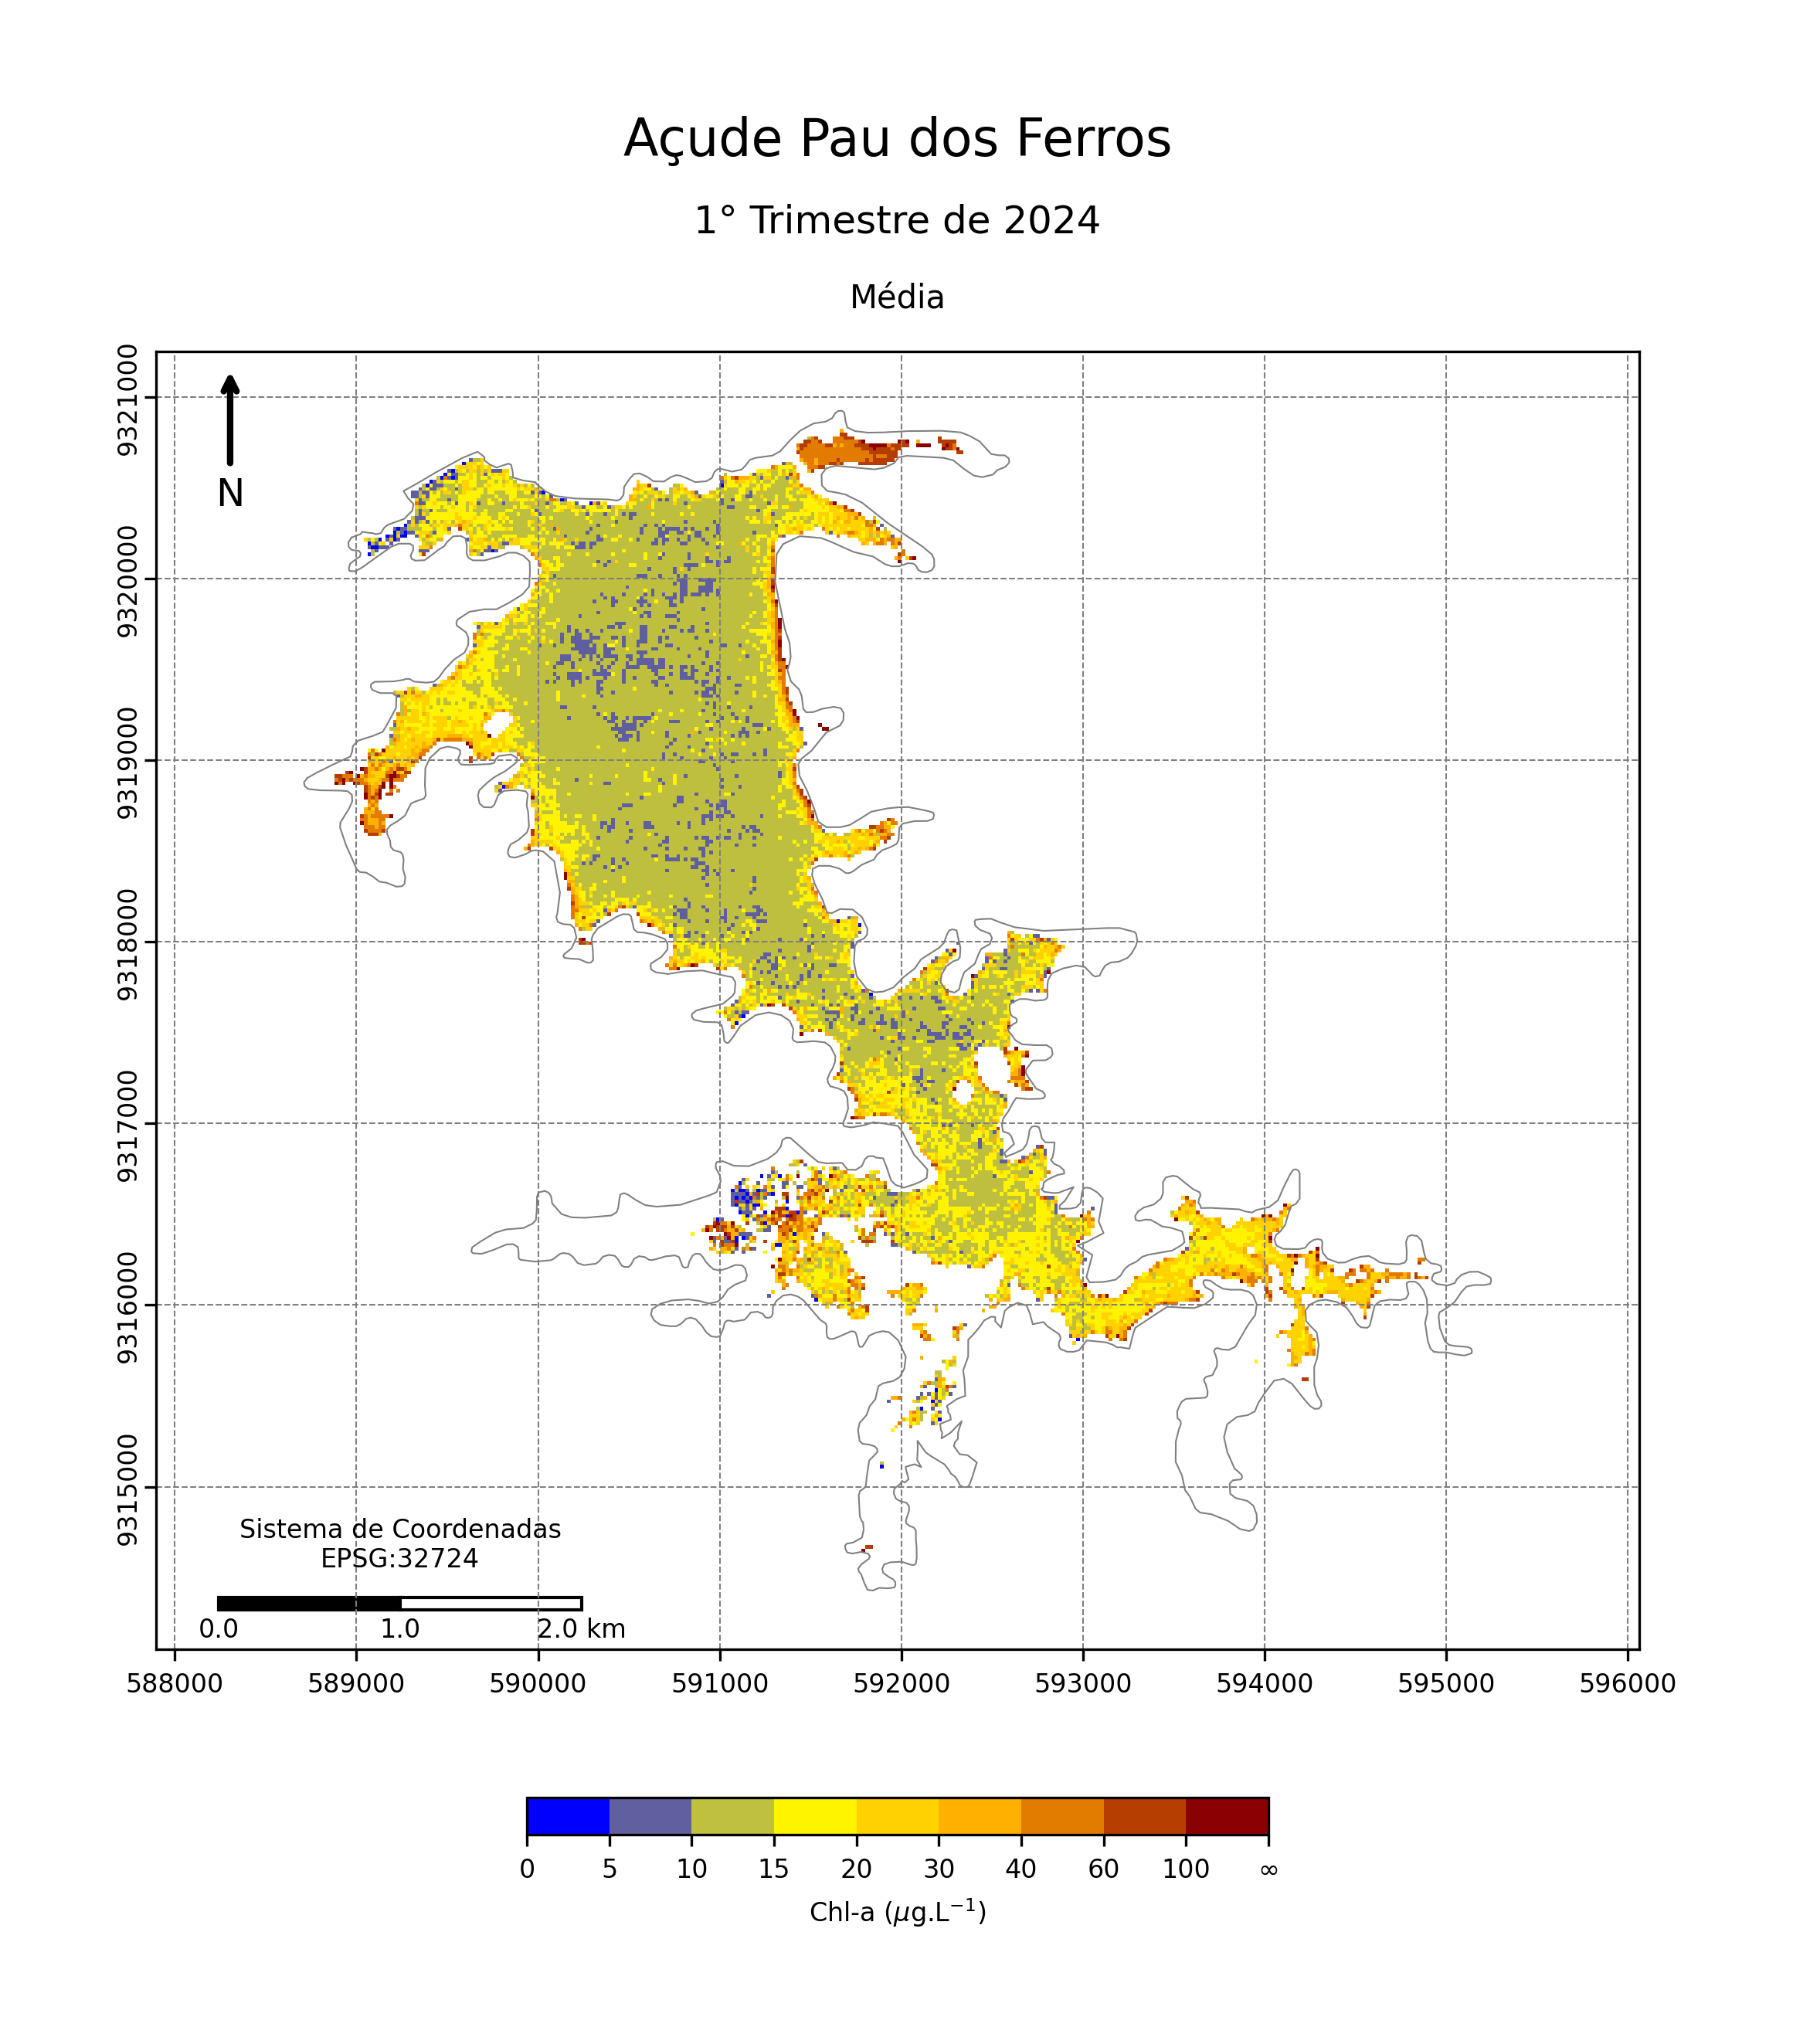 Açude Pau dos Ferros
1° Trimestre de 2024
Média
9321000
9320000
9319000
9318000
9317000
9316000
9315000
N
Sistema de Coordenadas
EPSG:32724
0.0 1.0 2.0 km
588000 589000 590000 591000 592000 593000 594000 595000 596000
0 5 10 15 20 30 40 60 100 ∞
Chl-a (μg.L⁻¹)